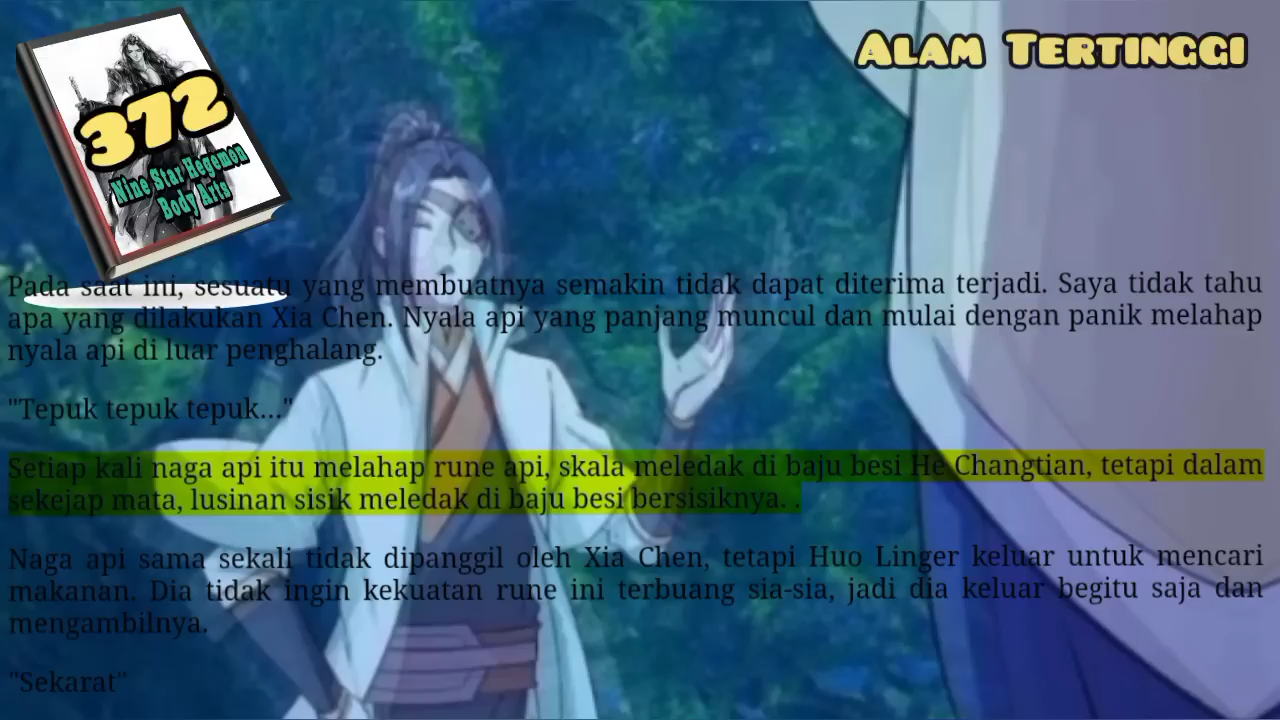 Alam Tertinggi
372
Nine Star Hegemon
Body Arts
Pada saat ini, sesuatu yang membuatnya semakin tidak dapat diterima terjadi. Saya tidak tahu
apa yang dilakukan Xia Chen. Nyala api yang panjang muncul dan mulai dengan panik melahap
nyala api di luar penghalang.
"Tepuk tepuk tepuk..."
Setiap kali naga api itu melahap rune api, skala meledak di baju besi He Changtian, tetapi dalam
sekejap mata, lusinan sisik meledak di baju besi bersisiknya. .
Naga api sama sekali tidak dipanggil oleh Xia Chen, tetapi Huo Linger keluar untuk mencari
makanan. Dia tidak ingin kekuatan rune ini terbuang sia-sia, jadi dia keluar begitu saja dan
mengambilnya.
"Sekarat"